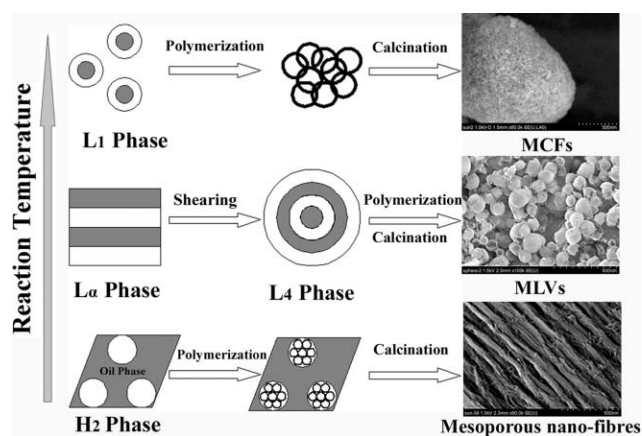 Reaction Temperature
Polymerization
Calcination
L1 Phase
MCFs
Shearing
Polymerization
Calcination
Lα Phase
L4 Phase
MLVs
Oil Phase
Polymerization
Calcination
H2 Phase
Mesoporous nano-fibres